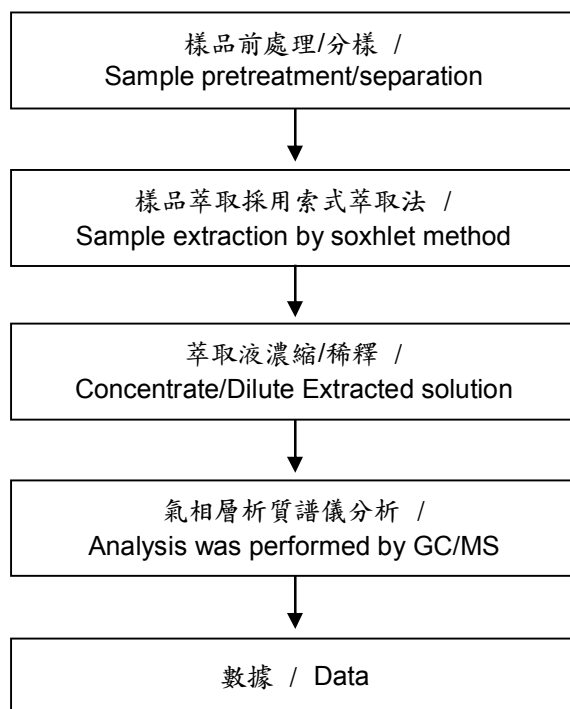 樣品前處理/分樣 /
Sample pretreatment/separation
樣品萃取採用索式萃取法 /
Sample extraction by soxhlet method
萃取液濃縮/稀釋 /
Concentrate/Dilute Extracted solution
氣相層析質譜儀分析 /
Analysis was performed by GC/MS
數據 / Data